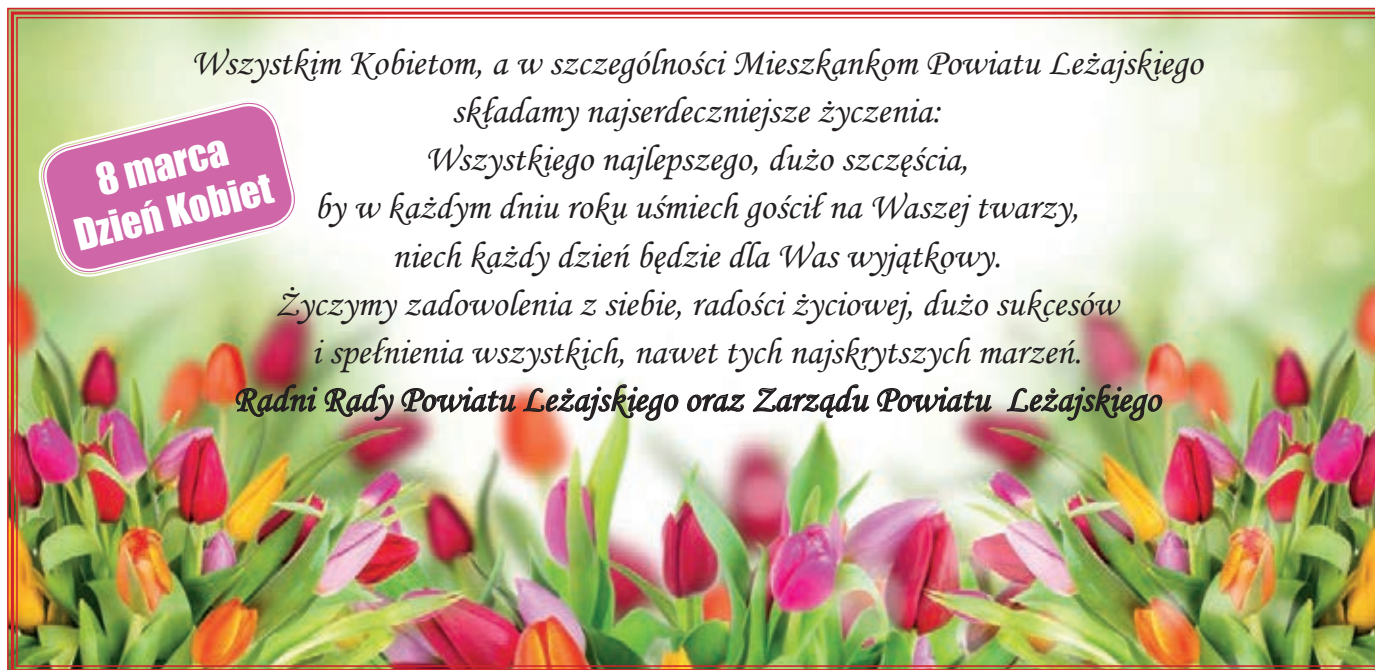 Wszystkim Kobietom, a w szczególności Mieszkankom Powiatu Leżajskiego
składamy najserdeczniejsze życzenia:
8 marca
Dzień Kobiet
Wszystkiego najlepszego, dużo szczęścia,
by w każdym dniu roku uśmiech gościł na Waszej twarzy,
niech każdy dzień będzie dla Was wyjątkowy.
Życzymy zadowolenia z siebie, radości życiowej, dużo sukcesów
i spełnienia wszystkich, nawet tych najskrytszych marzeń.
Radni Rady Powiatu Leżajskiego oraz Zarządu Powiatu Leżajskiego